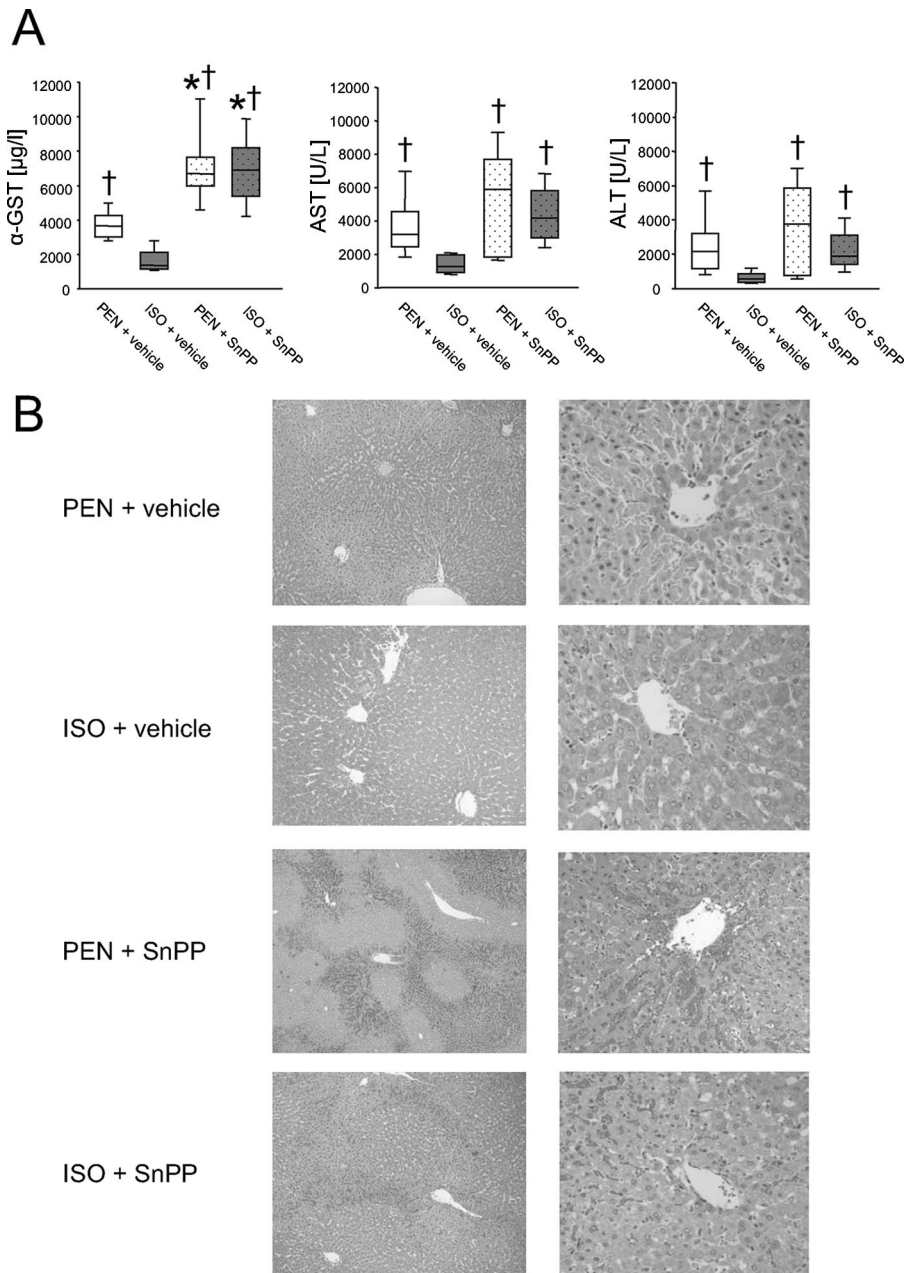 A
α-GST [µg/l]
12000
10000
8000
6000
4000
2000
0
†
*†
*†
PEN + vehicle
ISO + vehicle
PEN + SnPP
ISO + SnPP
AST [U/L]
12000
10000
8000
6000
4000
2000
0
†
†
†
PEN + vehicle
ISO + vehicle
PEN + SnPP
ISO + SnPP
ALT [U/L]
12000
10000
8000
6000
4000
2000
0
†
†
†
PEN + vehicle
ISO + vehicle
PEN + SnPP
ISO + SnPP
B
PEN + vehicle
ISO + vehicle
PEN + SnPP
ISO + SnPP